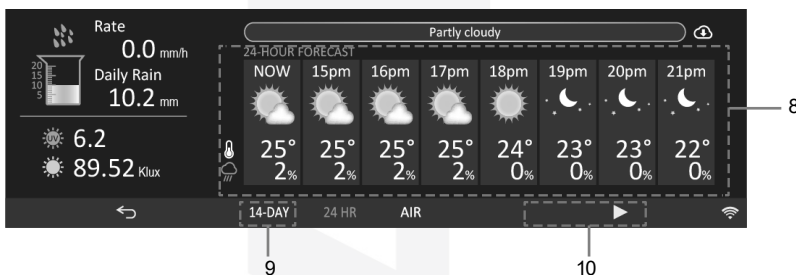 Rate
0.0 mm/h
Daily Rain
10.2 mm
20
15
10
5
UV
6.2
89.52 Klux
Partly cloudy
24-HOUR FORECAST
NOW 15pm 16pm 17pm 18pm 19pm 20pm 21pm
25° 25° 25° 25° 24° 23° 23° 22°
2% 2% 2% 2% 0% 0% 0% 0%
14-DAY 24 HR AIR
8
9
10